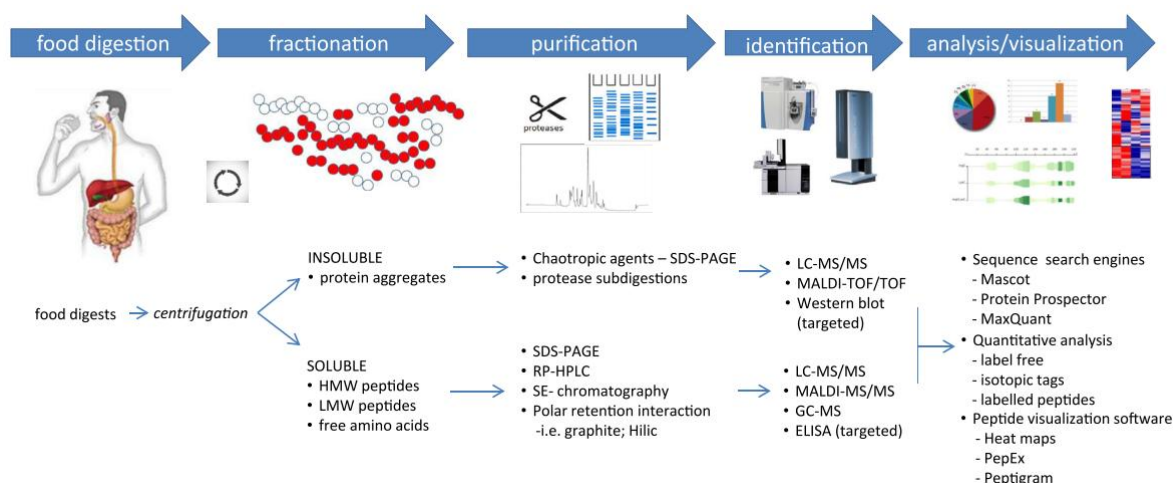 food digestion
fractionation
purification
identification
analysis/visualization
proteases
INSOLUBLE
• protein aggregates
• Chaotropic agents – SDS-PAGE
• protease subdigestions
• LC-MS/MS
• MALDI-TOF/TOF
• Western blot
(targeted)
food digests
centrifugation
SOLUBLE
• HMW peptides
• LMW peptides
• free amino acids
• SDS-PAGE
• RP-HPLC
• SE- chromatography
• Polar retention interaction
-i.e. graphite; Hilic
• LC-MS/MS
• MALDI-MS/MS
• GC-MS
• ELISA (targeted)
• Sequence search engines
- Mascot
- Protein Prospector
- MaxQuant
• Quantitative analysis
- label free
- isotopic tags
- labelled peptides
• Peptide visualization software
- Heat maps
- PepEx
- Peptigram